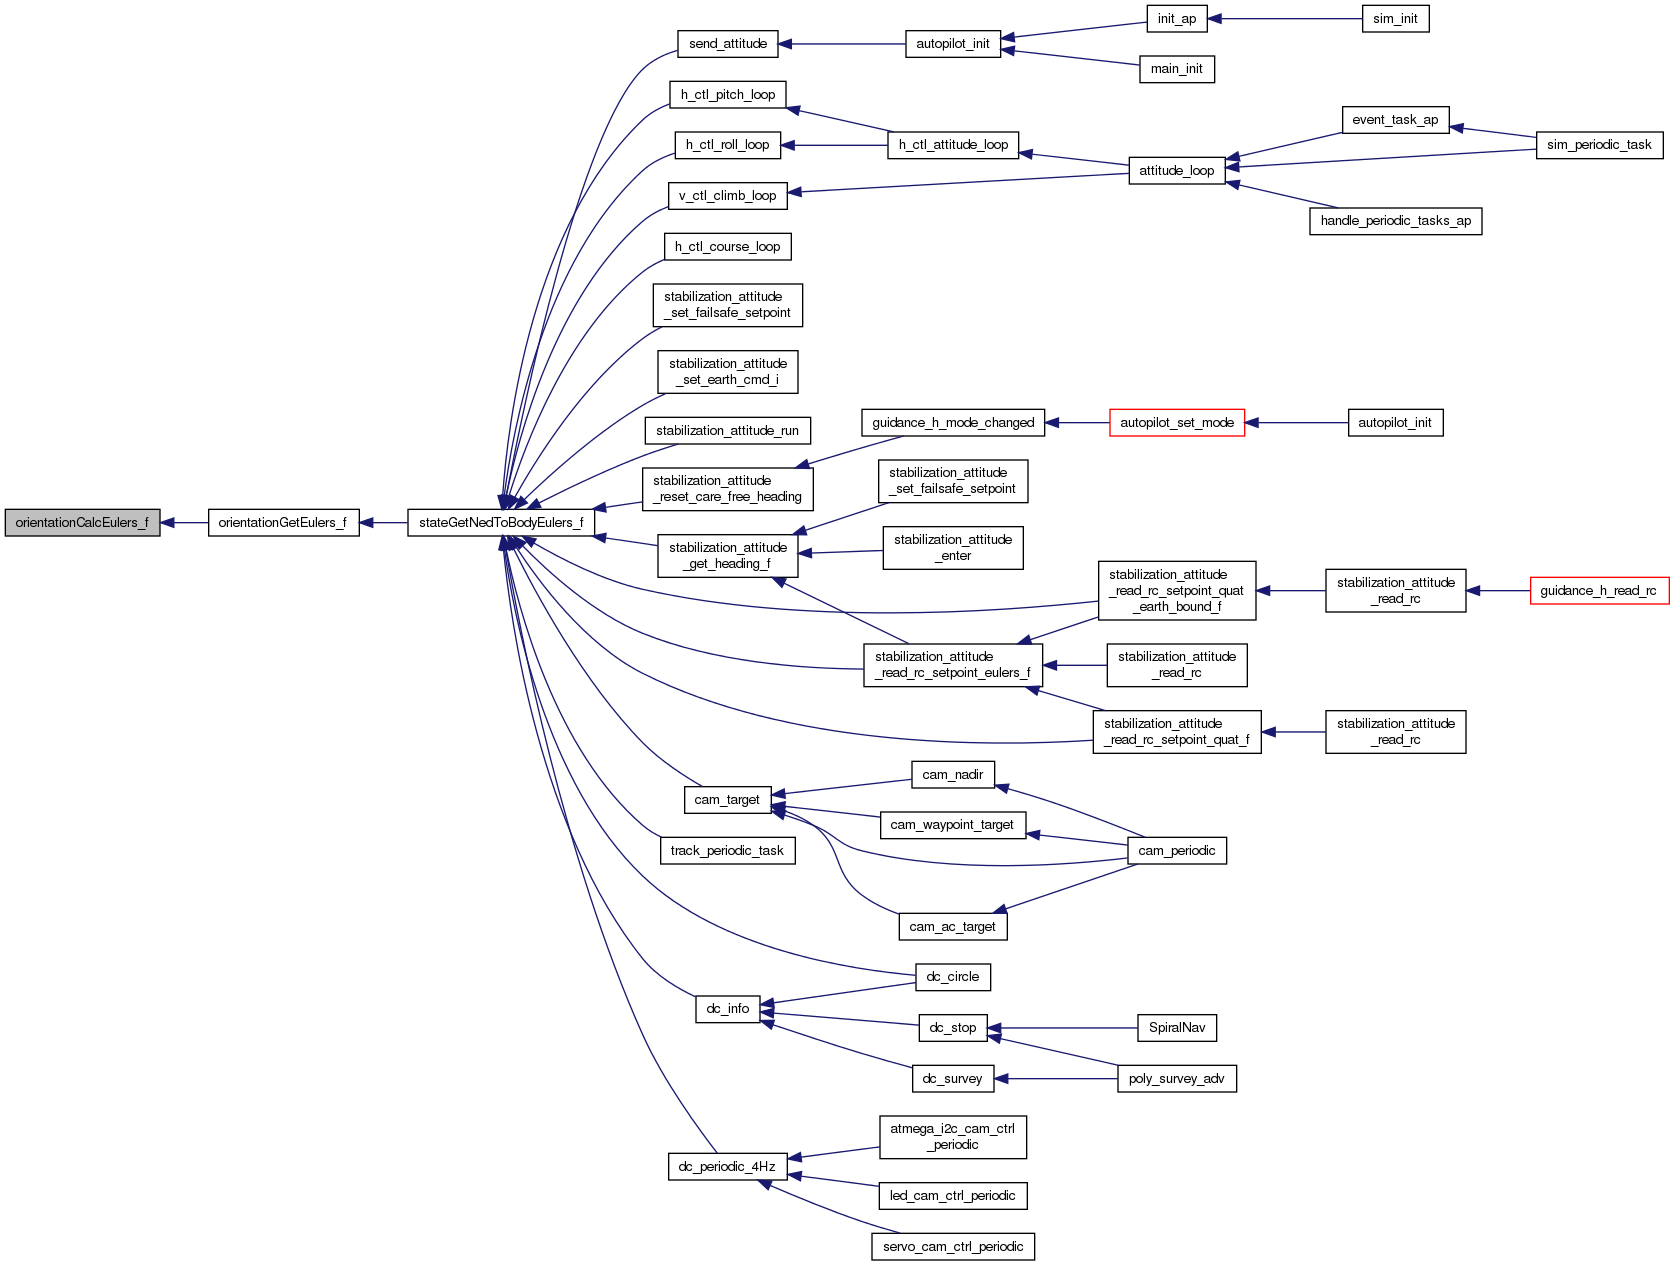 init_ap
sim_init
send_attitude
autopilot_init
main_init
h_ctl_pitch_loop
event_task_ap
h_ctl_roll_loop
h_ctl_attitude_loop
sim_periodic_task
attitude_loop
v_ctl_climb_loop
handle_periodic_tasks_ap
h_ctl_course_loop
stabilization_attitude
_set_failsafe_setpoint
stabilization_attitude
_set_earth_cmd_i
stabilization_attitude_run
guidance_h_mode_changed
autopilot_set_mode
autopilot_init
stabilization_attitude
_reset_care_free_heading
stabilization_attitude
_set_failsafe_setpoint
orientationCalcEulers_f
orientationGetEulers_f
stateGetNedToBodyEulers_f
stabilization_attitude
_get_heading_f
stabilization_attitude
_enter
stabilization_attitude
_read_rc_setpoint_quat
_earth_bound_f
stabilization_attitude
_read_rc
guidance_h_read_rc
stabilization_attitude
_read_rc_setpoint_eulers_f
stabilization_attitude
_read_rc
stabilization_attitude
_read_rc_setpoint_quat_f
stabilization_attitude
_read_rc
cam_nadir
cam_target
cam_waypoint_target
track_periodic_task
cam_periodic
cam_ac_target
dc_circle
dc_info
dc_stop
SpiralNav
dc_survey
poly_survey_adv
atmega_i2c_cam_ctrl
_periodic
dc_periodic_4Hz
led_cam_ctrl_periodic
servo_cam_ctrl_periodic